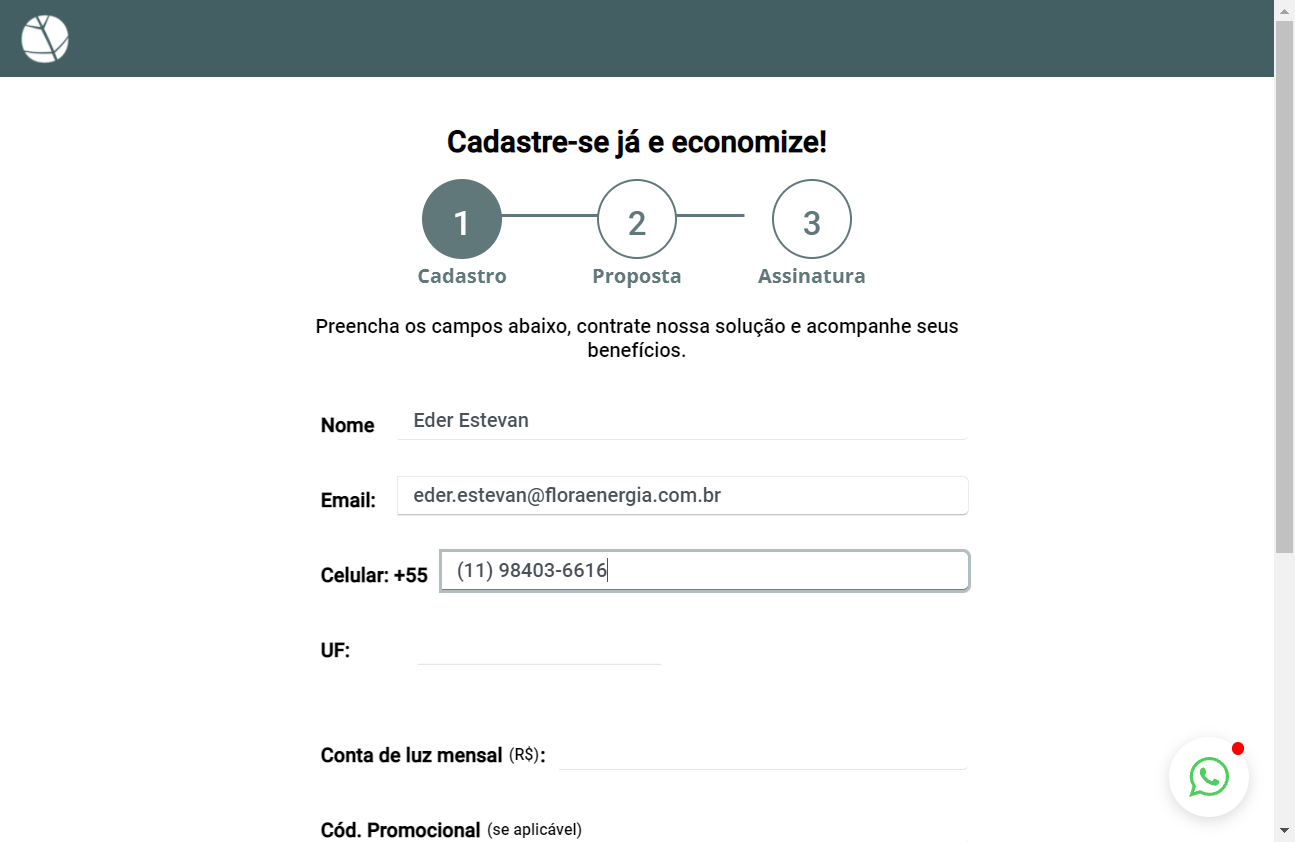 Cadastre-se já e economize!
1
2
3
Cadastro
Proposta
Assinatura
Preencha os campos abaixo, contrate nossa solução e acompanhe seus
benefícios.
Nome Eder Estevan
Email: eder.estevan@floraenergia.com.br
Celular: +55 (11) 98403-6616
UF:
Conta de luz mensal (R$):
Cód. Promocional (se aplicável)